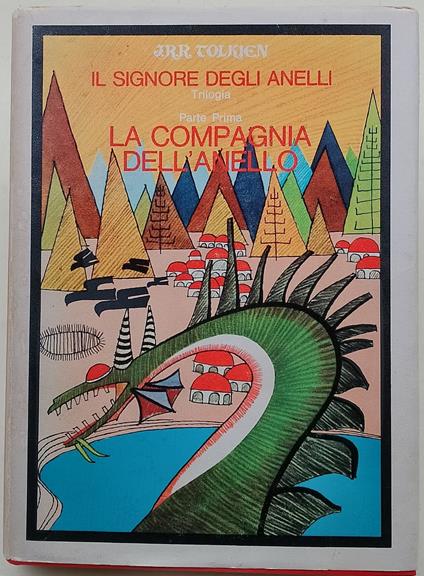 J.R.R. TOLKIEN
IL SIGNORE DEGLI ANELLI
Trilogia
Parte Prima
LA COMPAGNIA
DELL'ANELLO